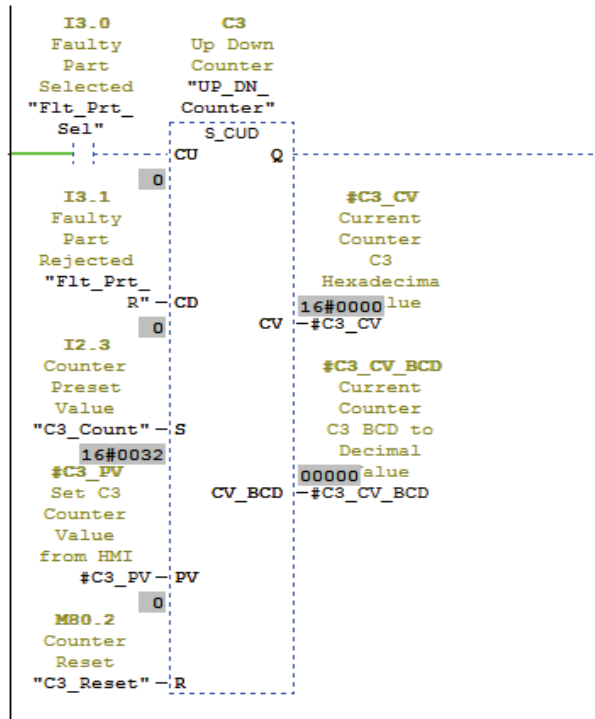 I3.0
Faulty
Part
Selected
"Flt_Prt_
Sel"
C3
Up Down
Counter
"UP_DN_
Counter"
S_CUD
CU
Q
0
I3.1
Faulty
Part
Rejected
"Flt_Prt_
R"
CD
0
#C3_CV
Current
Counter
C3
Hexadecima
16#0000 lue
CV
#C3_CV
I2.3
Counter
Preset
Value
"C3_Count"
S
16#0032
#C3_CV_BCD
Current
Counter
C3 BCD to
Decimal
00000 alue
CV_BCD
#C3_CV_BCD
#C3_PV
Set C3
Counter
Value
from HMI
#C3_PV
PV
0
M80.2
Counter
Reset
"C3_Reset"
R